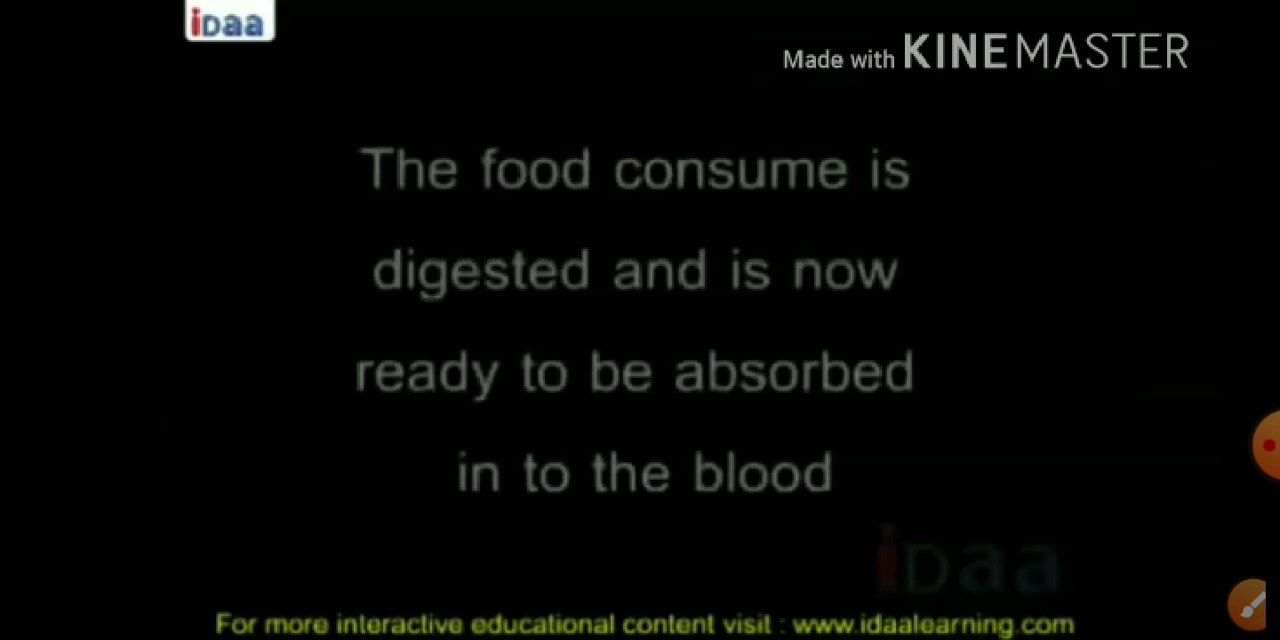 iDaa
Made with KINEMASTER
The food consume is
digested and is now
ready to be absorbed
in to the blood
iDaa
For more interactive educational content visit : www.idaalearning.com